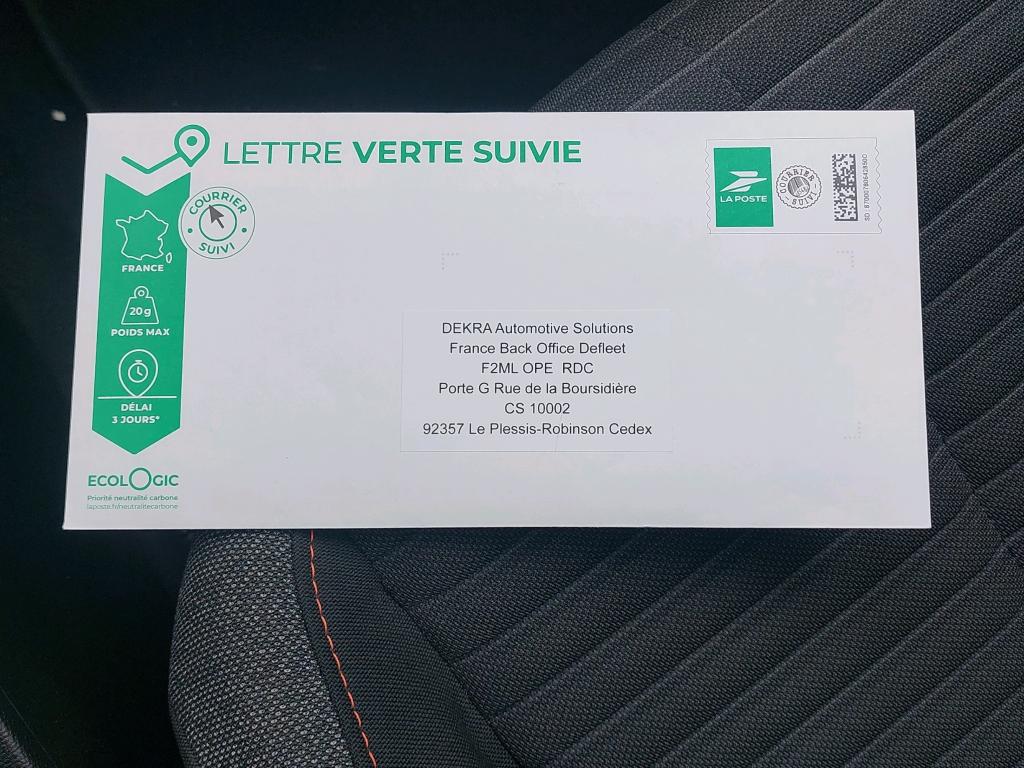 LETTRE VERTE SUIVIE
COURRIER
SUIVI
FRANCE
20g
POIDS MAX
DÉLAI
3 JOURS*
ECOLOGIC
Priorité neutralité carbone
laposte.fr/neutralitecarbone
LA POSTE
COURRIER
SUIVI
DEKRA Automotive Solutions
France Back Office Defleet
F2ML OPE RDC
Porte G Rue de la Boursidière
CS 10002
92357 Le Plessis-Robinson Cedex